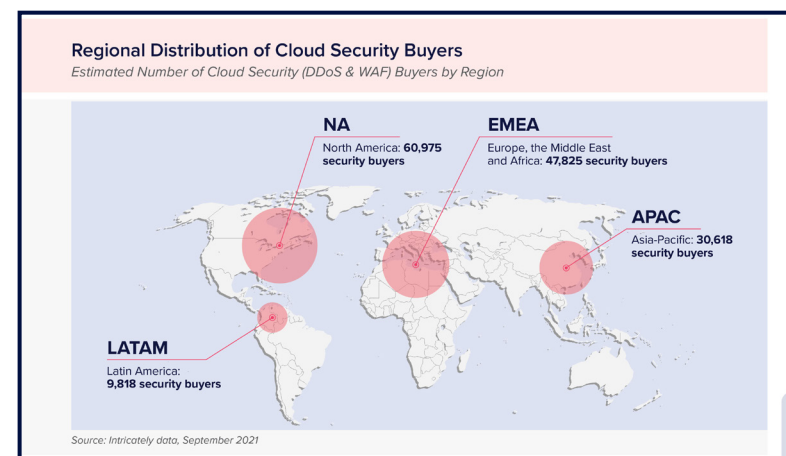 Regional Distribution of Cloud Security Buyers
Estimated Number of Cloud Security (DDoS & WAF) Buyers by Region
NA
North America: 60,975
security buyers
EMEA
Europe, the Middle East
and Africa: 47,825 security buyers
APAC
Asia-Pacific: 30,618
security buyers
LATAM
Latin America:
9,818 security buyers
Source: Intricately data, September 2021